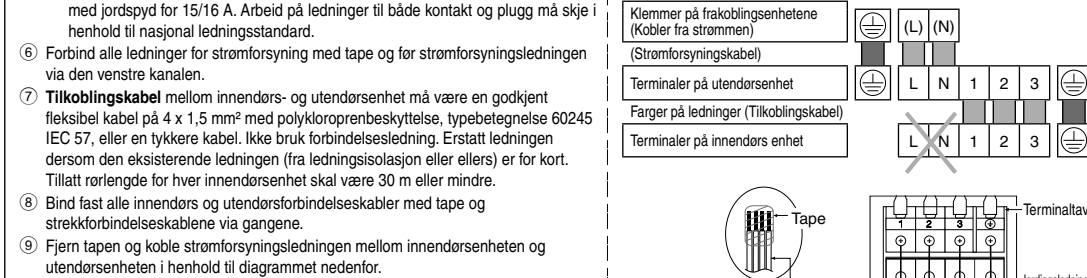 med jordspyd for 15/16 A. Arbeid på ledninger til både kontakt og plugg må skje i
henhold til nasjonal ledningsstandard.
⑥ Forbind alle ledninger for strømforsyning med tape og før strømforsyningsledningen
via den venstre kanalen.
⑦ Tilkoblingskabel mellom innendørs- og utendørsenhet må være en godkjent
fleksibel kabel på 4 x 1,5 mm² med polykloroprenbeskyttelse, typebetegnelse 60245
IEC 57, eller en tykkere kabel. Ikke bruk forbindelsesledning. Erstatt ledningen
dersom den eksisterende ledningen (fra ledningsisolasjon eller ellers) er for kort.
Tillatt rørlengde for hver innendørsenhet skal være 30 m eller mindre.
⑧ Bind fast alle innendørs og utendørsforbindelseskabler med tape og
strekkforbindelseskablene via gangene.
⑨ Fjern tapen og koble strømforsyningsledningen mellom innendørsenheten og
utendørsenheten i henhold til diagrammet nedenfor.
Klemmer på frakoblingsenhetene
(Kobler fra strømmen)
(L) (N)
(Strømforsyningskabel)
Terminaler på utendørsenhet
L N 1 2 3
Farger på ledninger (Tilkoblingskabel)
Terminaler på innendørs enhet
L N 1 2 3
Tape
Terminaltav
1 2 3